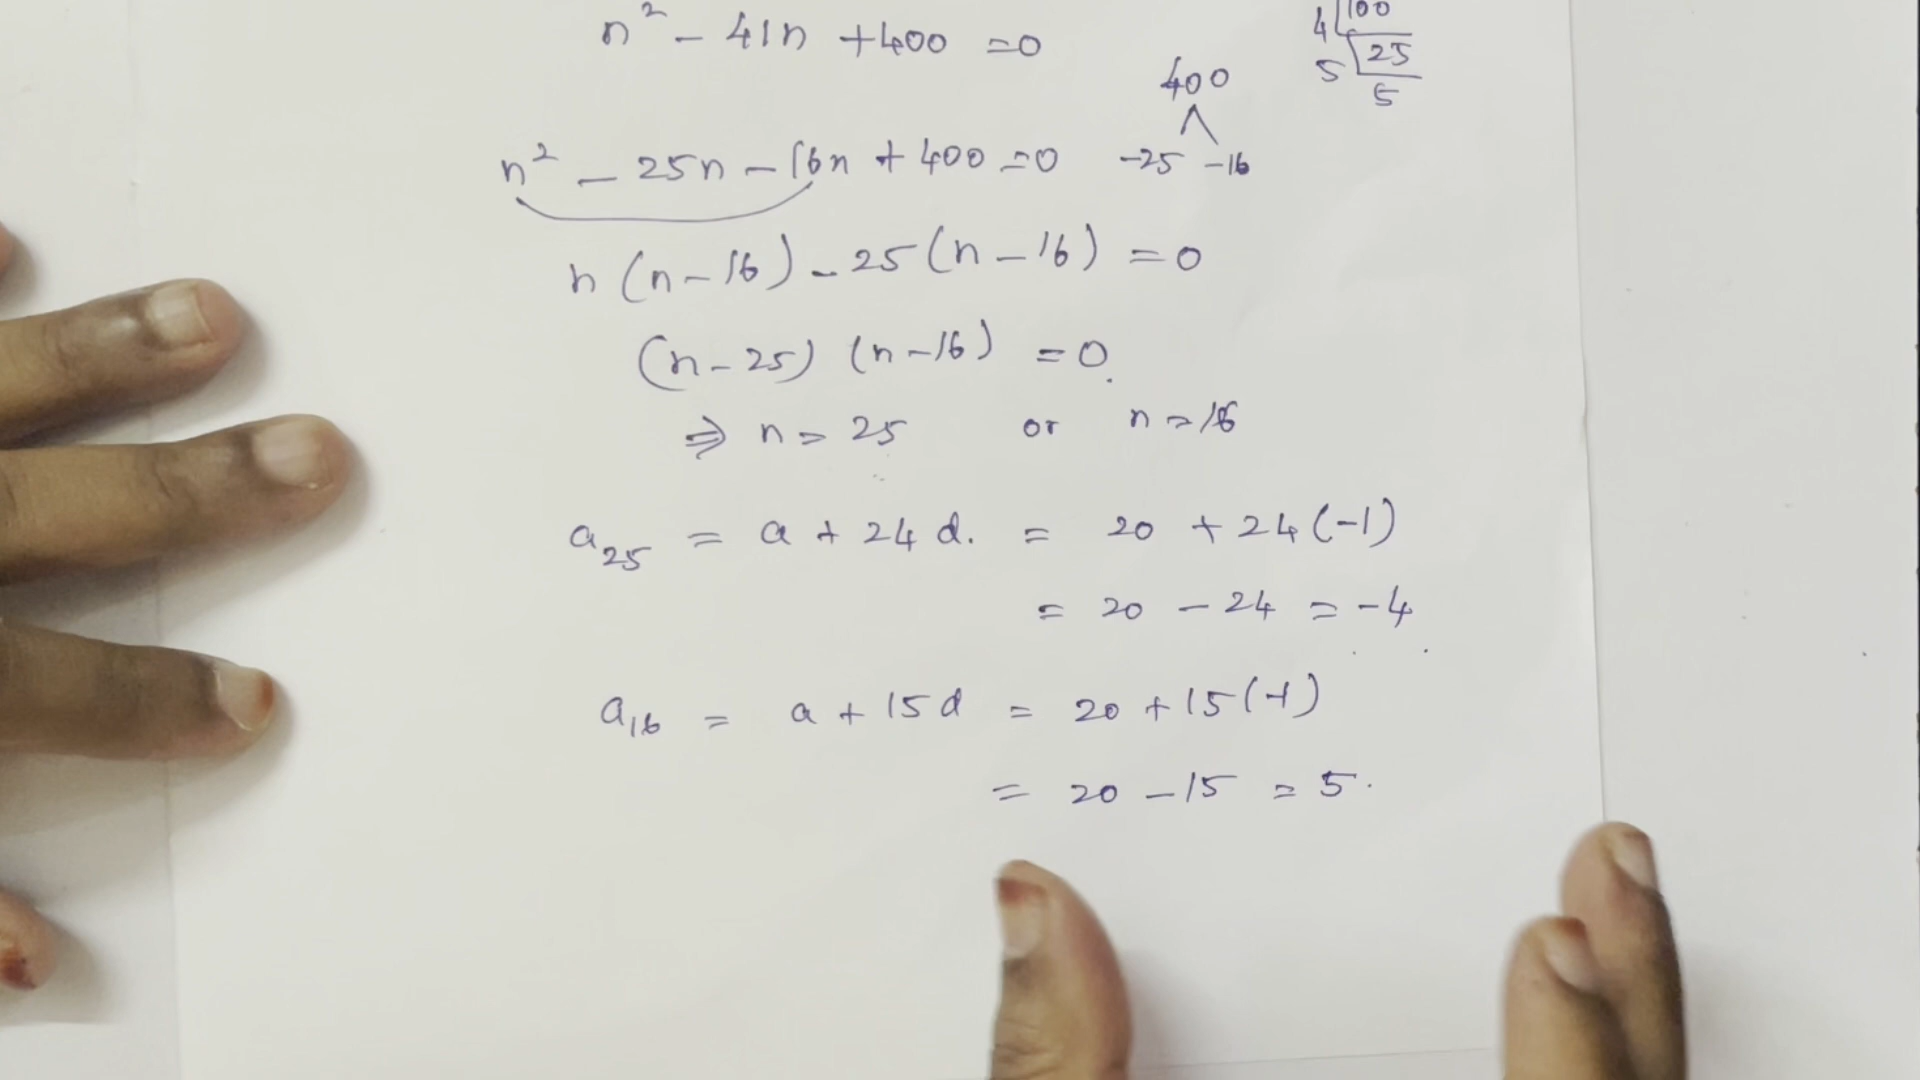 n² - 41n + 400 = 0
4 | 100
5 | 25
5
400
-25 -16
n² - 25n - 16n + 400 = 0
n (n - 16) - 25 (n - 16) = 0
(n - 25) (n - 16) = 0.
⇒ n = 25 or n = 16
a₂₅ = a + 24 d. = 20 + 24 (-1)
= 20 - 24 = -4
a₁₆ = a + 15 d = 20 + 15 (-1)
= 20 - 15 = 5.